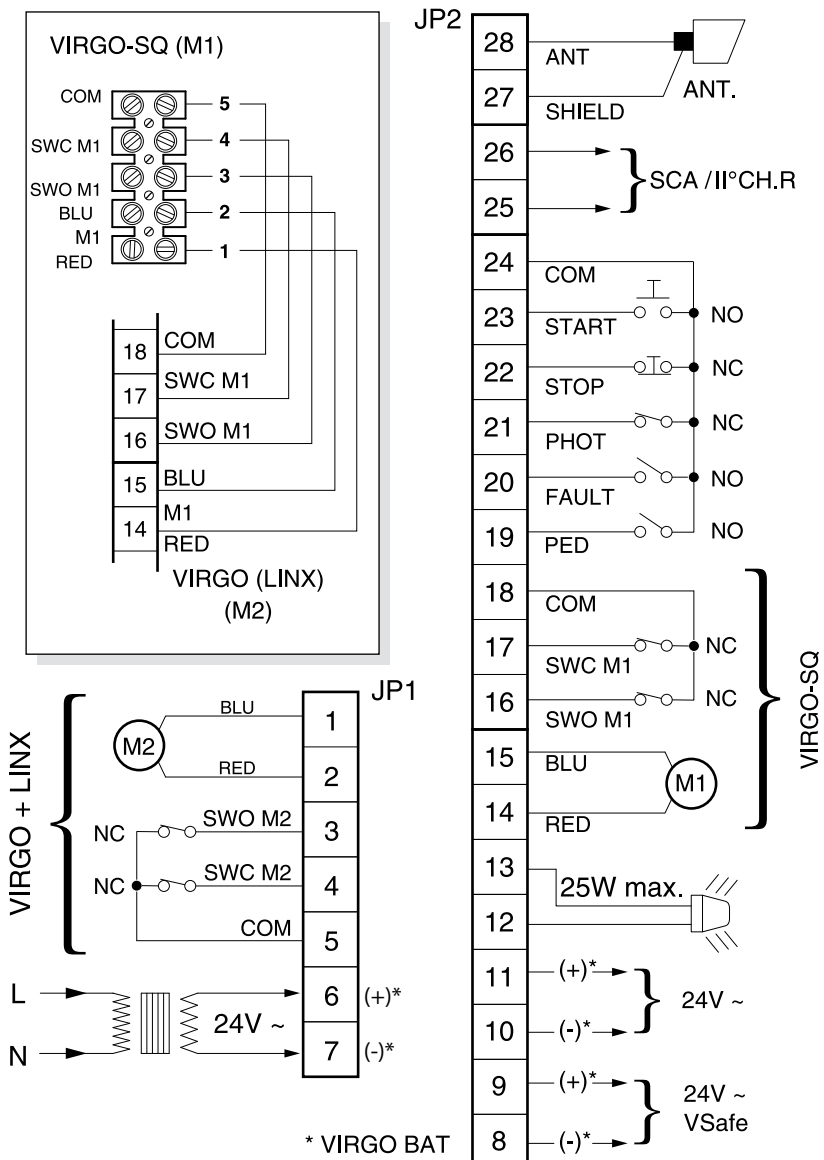 VIRGO-SQ (M1)
COM
5
SWC M1
4
SWO M1
3
BLU
2
M1
RED
1
18 COM
17 SWC M1
16 SWO M1
15 BLU
14 M1
RED
VIRGO (LINX)
(M2)
JP1
VIRGO + LINX
M2
BLU 1
RED 2
NC SWO M2 3
NC SWC M2 4
COM 5
L 24V ~ 6 (+)*
N 7 (-)*
* VIRGO BAT
JP2
28 ANT
ANT.
27 SHIELD
26
SCA /II°CH.R
25
24 COM
23 START NO
22 STOP NC
21 PHOT NC
20 FAULT NO
19 PED NO
18 COM
17 SWC M1 NC
16 SWO M1 NC
15 BLU
M1
14 RED
VIRGO-SQ
13
25W max.
12
11 (+)*
24V ~
10 (-)*
9 (+)*
24V ~
VSafe
8 (-)*